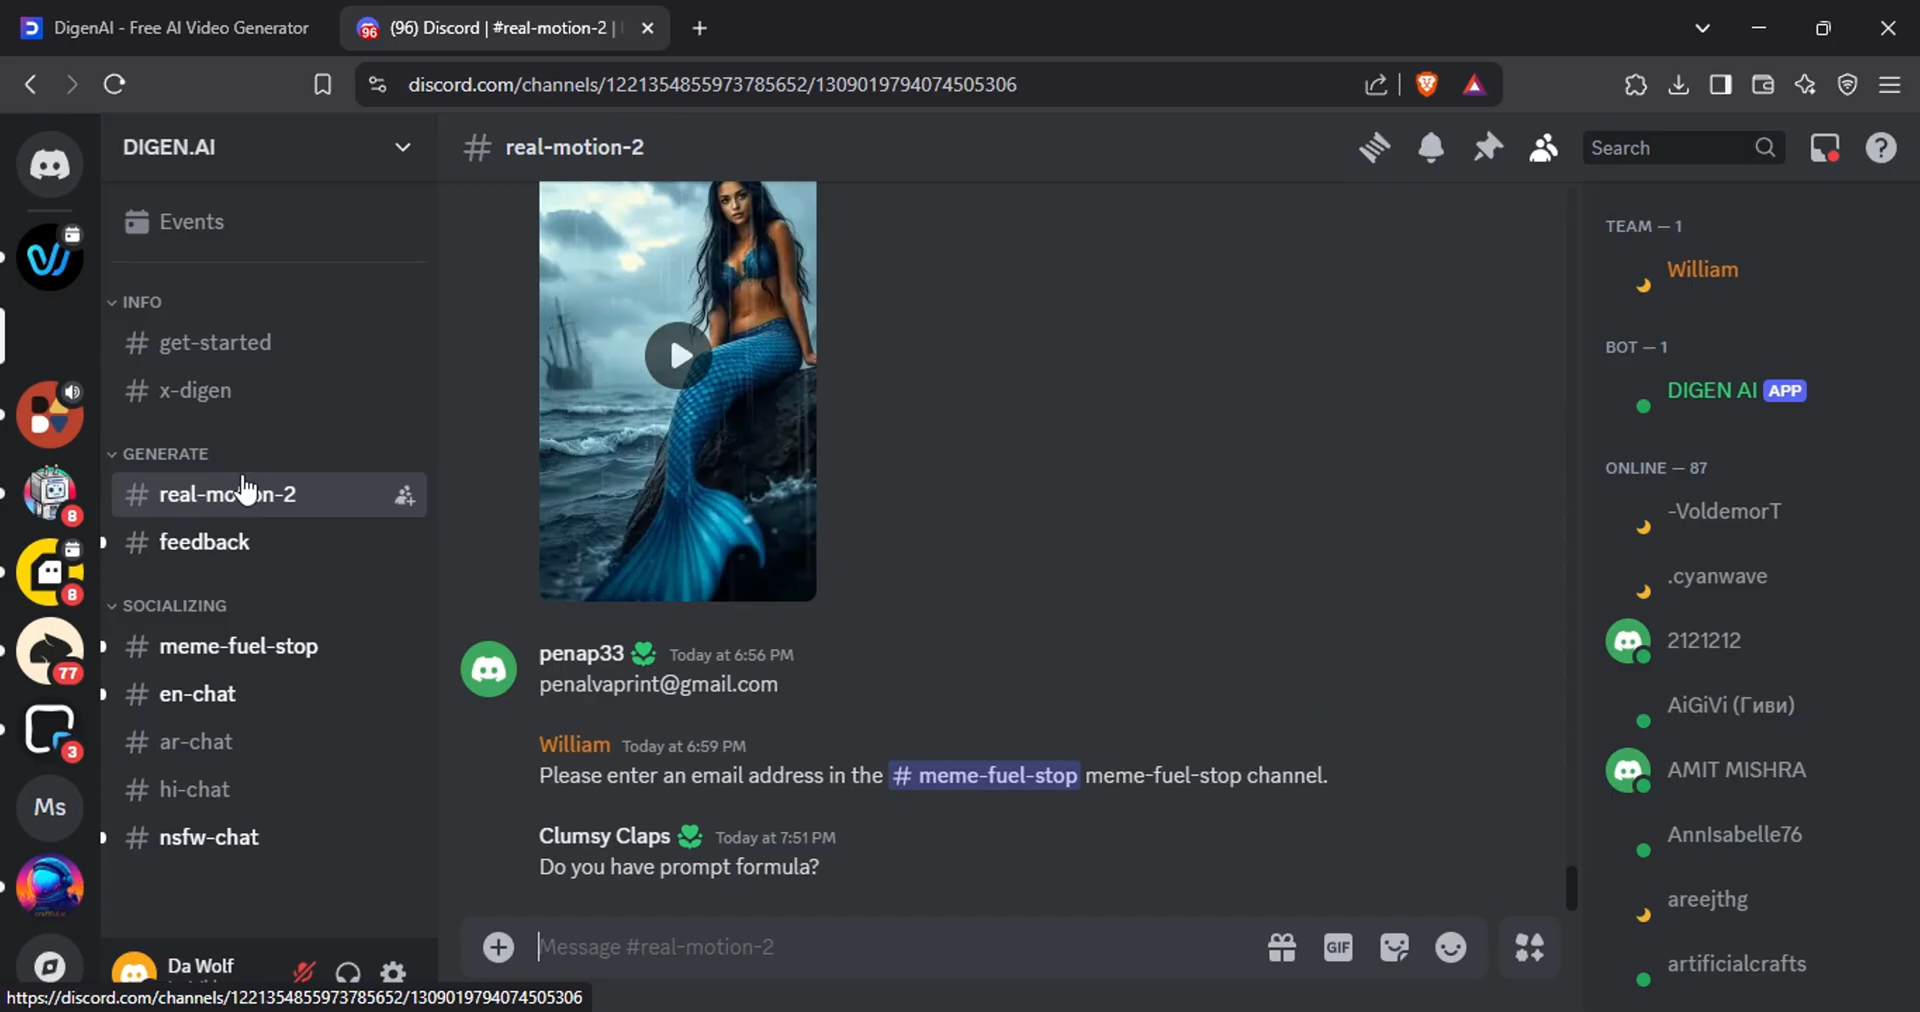 DigenAI - Free AI Video Generator
(96) Discord | #real-motion-2 |
discord.com/channels/1221354855973785652/1309019794074505306
DIGEN.AI
# real-motion-2
Search
Events
INFO
# get-started
# x-digen
GENERATE
# real-motion-2
# feedback
SOCIALIZING
# meme-fuel-stop
# en-chat
# ar-chat
# hi-chat
# nsfw-chat
8
8
77
3
Ms
Da Wolf
https://discord.com/channels/1221354855973785652/1309019794074505306
penap33 Today at 6:56 PM
penalvaprint@gmail.com
William Today at 6:59 PM
Please enter an email address in the # meme-fuel-stop meme-fuel-stop channel.
Clumsy Claps Today at 7:51 PM
Do you have prompt formula?
Message #real-motion-2
GIF
TEAM — 1
William
BOT — 1
DIGEN AI APP
ONLINE — 87
-VoldemorT
.cyanwave
2121212
AiGiVi (Гиви)
AMIT MISHRA
AnnIsabelle76
areejthg
artificialcrafts